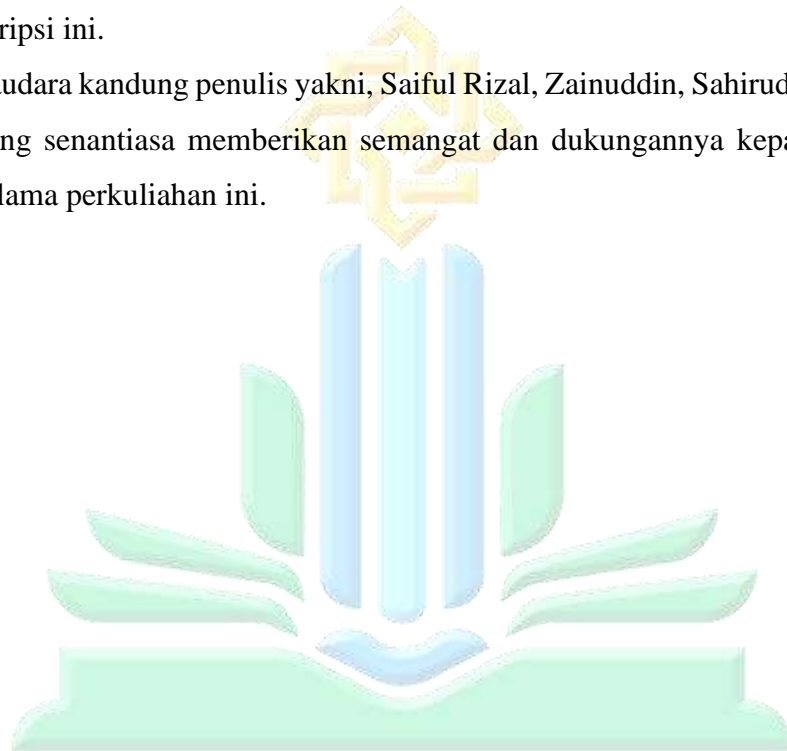 ripsi ini.
audara kandung penulis yakni, Saiful Rizal, Zainuddin, Sahirud
ng senantiasa memberikan semangat dan dukungannya kepa
lama perkuliahan ini.